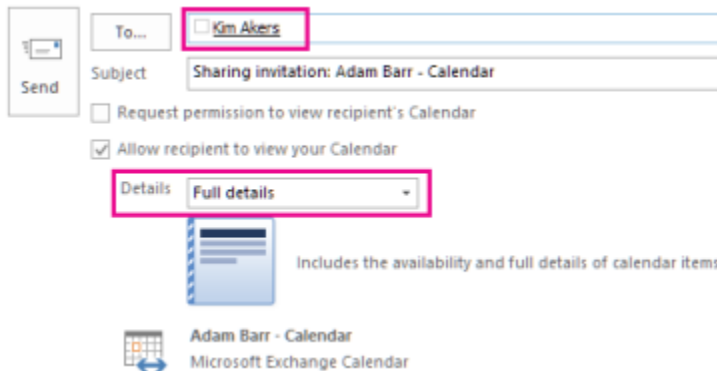 To... Kim Akers
Send
Subject Sharing invitation: Adam Barr - Calendar
Request permission to view recipient's Calendar
Allow recipient to view your Calendar
Details Full details
Includes the availability and full details of calendar items
Adam Barr - Calendar
Microsoft Exchange Calendar